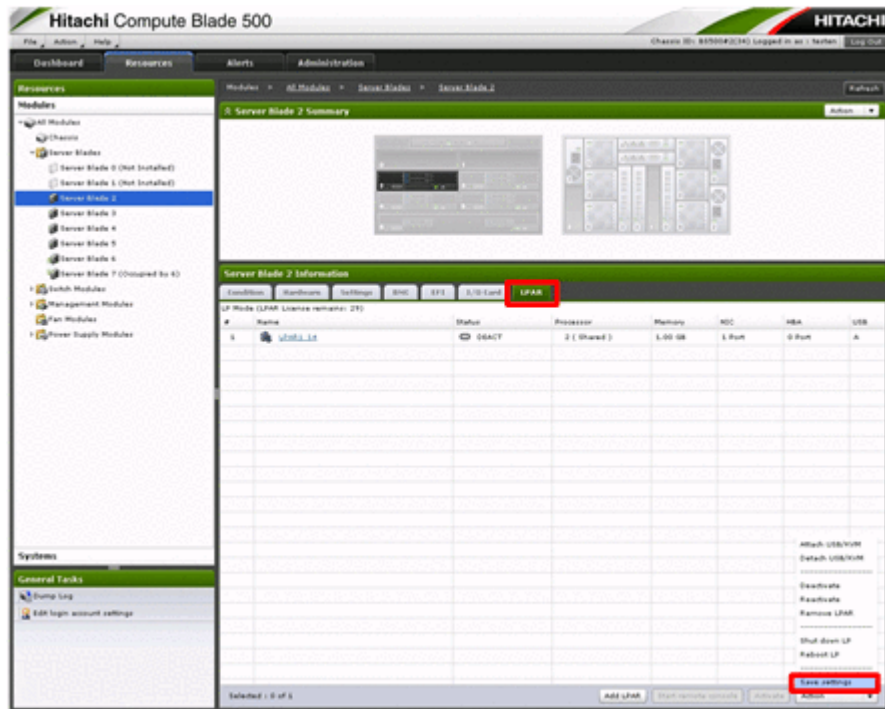 Hitachi Compute Blade 500
HITACHI
File Action Help
Logged in as : Log Out
Dashboard Resources Alerts Administration
Resources
Modules > All Modules > Server Blades > Server Blade 2
Refresh
Modules
All Modules
Chassis
Server Blades
Server Blade 0 (Not Installed)
Server Blade 1 (Not Installed)
Server Blade 2
Server Blade 3
Server Blade 4
Server Blade 5
Server Blade 6
Server Blade 7 (Occupied by 6)
Switch Modules
Management Modules
Fan Modules
Power Supply Modules
Systems
General Tasks
Dump Log
Edit login account settings
Server Blade 2 Summary
Action
Server Blade 2 Information
Condition Hardware Settings BMC EFI I/O Card LPAR
LP Mode (LPAR License remains: 29)
# Name Status Processor Memory NIC HBA USB
1 DEACT 2 ( Shared ) 1.00 GB 1 Port 0 Port A
Attach USB/KVM
Detach USB/KVM
Deactivate
Reactivate
Remove LPAR
Shut down LP
Reboot LP
Save settings
Selected : 0 of 1
Add LPAR Start remote console Activate Action